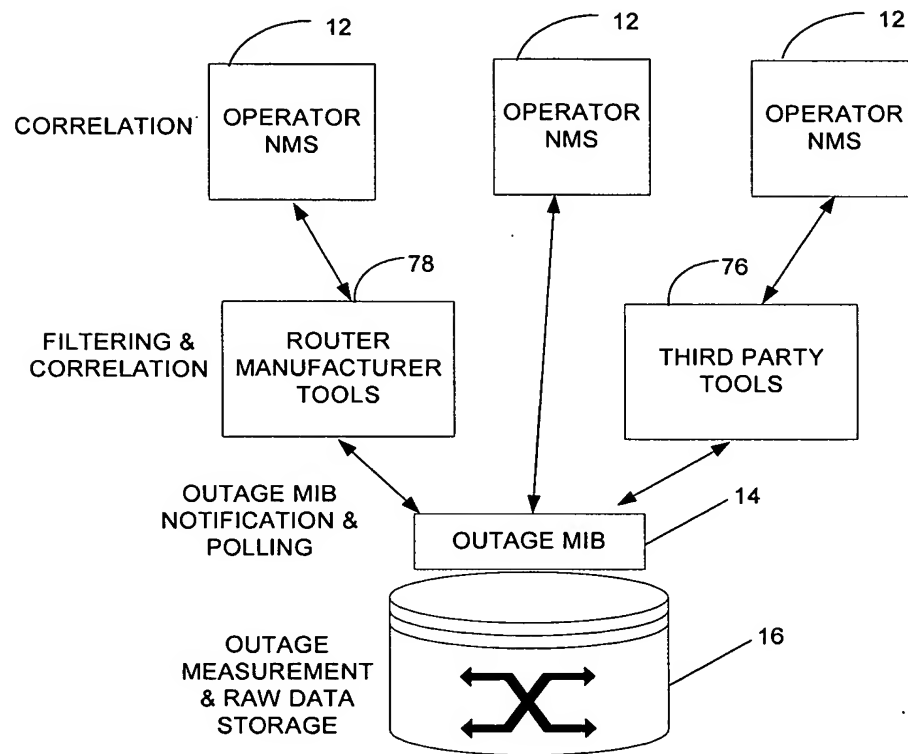 12
12
12
CORRELATION
OPERATOR
NMS
OPERATOR
NMS
OPERATOR
NMS
78
76
FILTERING &
CORRELATION
ROUTER
MANUFACTURER
TOOLS
THIRD PARTY
TOOLS
OUTAGE MIB
NOTIFICATION &
POLLING
14
OUTAGE MIB
OUTAGE
MEASUREMENT
& RAW DATA
STORAGE
16